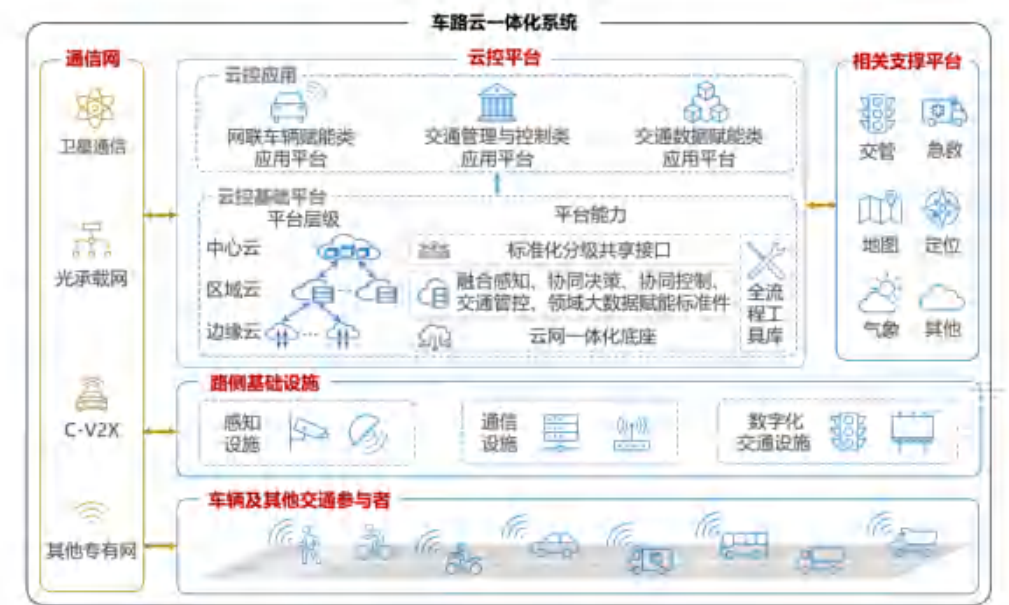 车路云一体化系统
通信网
卫星通信
光承载网
C-V2X
其他专有网
云控平台
云控应用
网联车辆赋能类
应用平台
交通管理与控制类
应用平台
交通数据赋能类
应用平台
云控基础平台
平台层级
中心云
区域云
边缘云
平台能力
标准化分级共享接口
融合感知、协同决策、协同控制、
交通管控、领域大数据赋能标准件
云网一体化底座
全流
程工
具库
相关支撑平台
交管
急救
地图
定位
气象
其他
路侧基础设施
感知
设施
通信
设施
数字化
交通设施
车辆及其他交通参与者